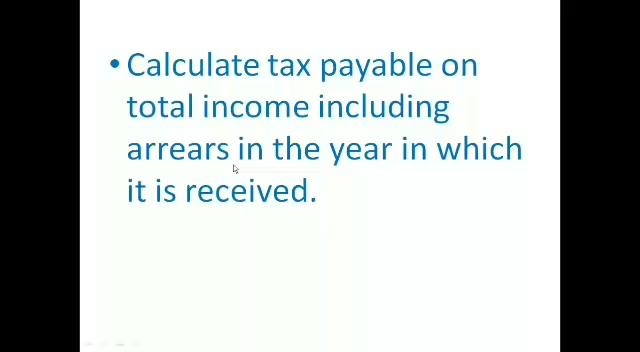 • Calculate tax payable on
total income including
arrears in the year in which
it is received.